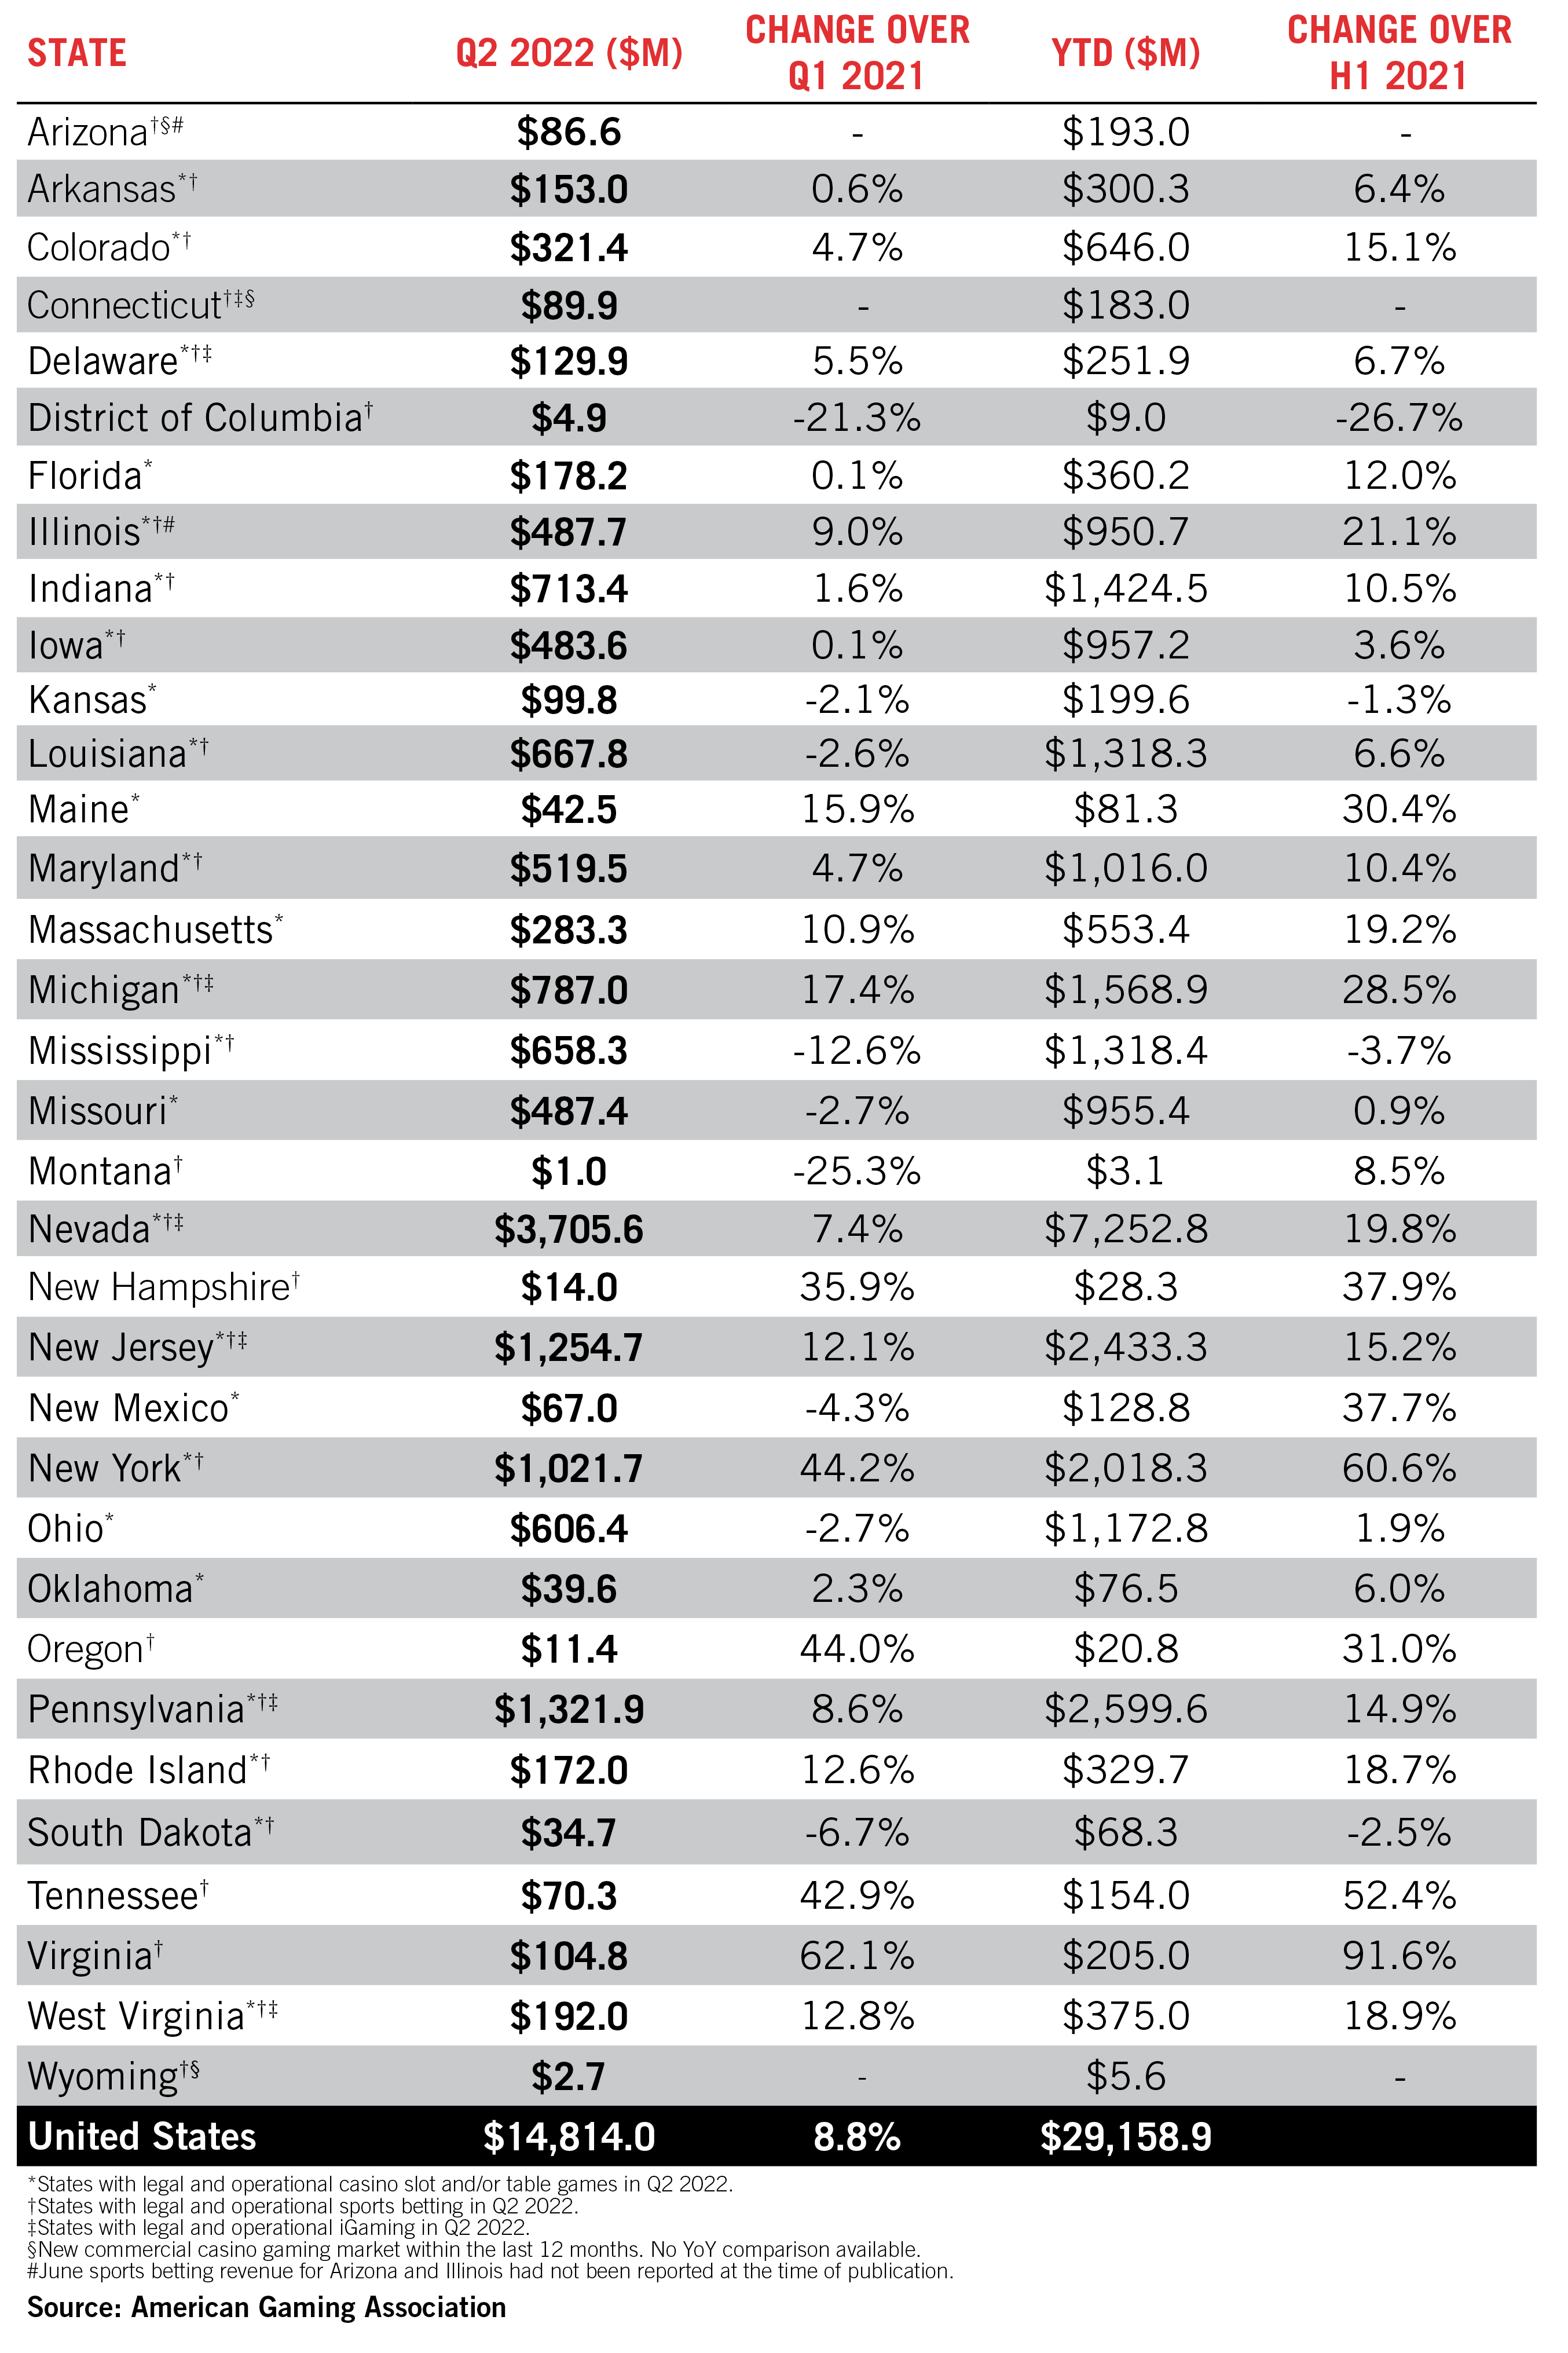 STATE Q2 2022 ($M) CHANGE OVER Q1 2021 YTD ($M) CHANGE OVER H1 2021
Arizona†§# $86.6 - $193.0 -
Arkansas*† $153.0 0.6% $300.3 6.4%
Colorado*† $321.4 4.7% $646.0 15.1%
Connecticut†‡§ $89.9 - $183.0 -
Delaware*†‡ $129.9 5.5% $251.9 6.7%
District of Columbia† $4.9 -21.3% $9.0 -26.7%
Florida* $178.2 0.1% $360.2 12.0%
Illinois*†# $487.7 9.0% $950.7 21.1%
Indiana*† $713.4 1.6% $1,424.5 10.5%
Iowa*† $483.6 0.1% $957.2 3.6%
Kansas* $99.8 -2.1% $199.6 -1.3%
Louisiana*† $667.8 -2.6% $1,318.3 6.6%
Maine* $42.5 15.9% $81.3 30.4%
Maryland*† $519.5 4.7% $1,016.0 10.4%
Massachusetts* $283.3 10.9% $553.4 19.2%
Michigan*†‡ $787.0 17.4% $1,568.9 28.5%
Mississippi*† $658.3 -12.6% $1,318.4 -3.7%
Missouri* $487.4 -2.7% $955.4 0.9%
Montana† $1.0 -25.3% $3.1 8.5%
Nevada*†‡ $3,705.6 7.4% $7,252.8 19.8%
New Hampshire† $14.0 35.9% $28.3 37.9%
New Jersey*†‡ $1,254.7 12.1% $2,433.3 15.2%
New Mexico* $67.0 -4.3% $128.8 37.7%
New York*† $1,021.7 44.2% $2,018.3 60.6%
Ohio* $606.4 -2.7% $1,172.8 1.9%
Oklahoma* $39.6 2.3% $76.5 6.0%
Oregon† $11.4 44.0% $20.8 31.0%
Pennsylvania*†‡ $1,321.9 8.6% $2,599.6 14.9%
Rhode Island*† $172.0 12.6% $329.7 18.7%
South Dakota*† $34.7 -6.7% $68.3 -2.5%
Tennessee† $70.3 42.9% $154.0 52.4%
Virginia† $104.8 62.1% $205.0 91.6%
West Virginia*†‡ $192.0 12.8% $375.0 18.9%
Wyoming†§ $2.7 - $5.6 -
United States $14,814.0 8.8% $29,158.9
*States with legal and operational casino slot and/or table games in Q2 2022.
†States with legal and operational sports betting in Q2 2022.
‡States with legal and operational iGaming in Q2 2022.
§New commercial casino gaming market within the last 12 months. No YoY comparison available.
#June sports betting revenue for Arizona and Illinois had not been reported at the time of publication.
Source: American Gaming Association